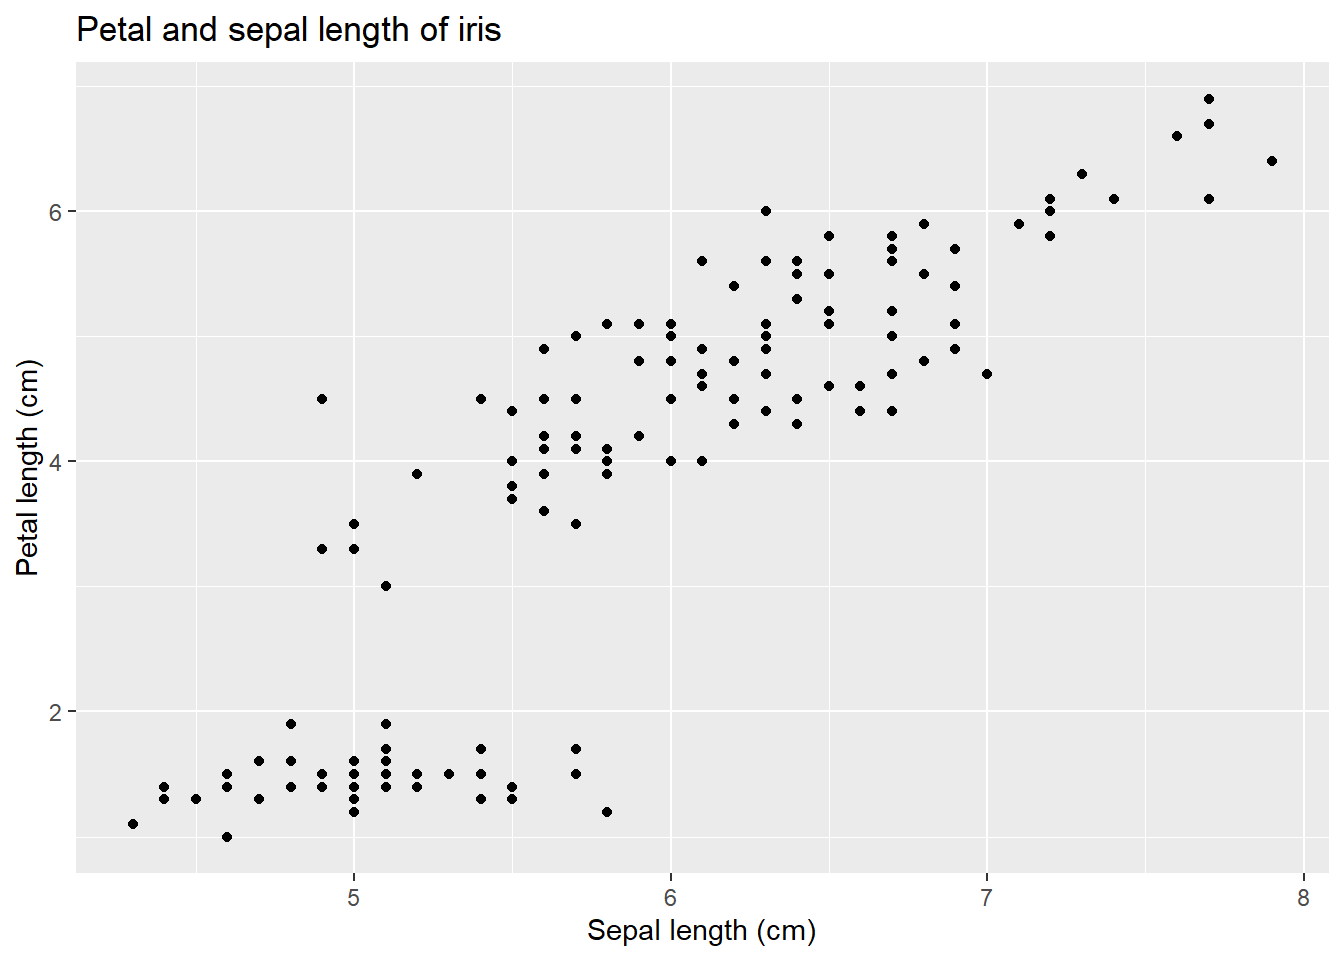 Petal and sepal length of iris
Petal length (cm)
6
4
2
5 6 7 8
Sepal length (cm)